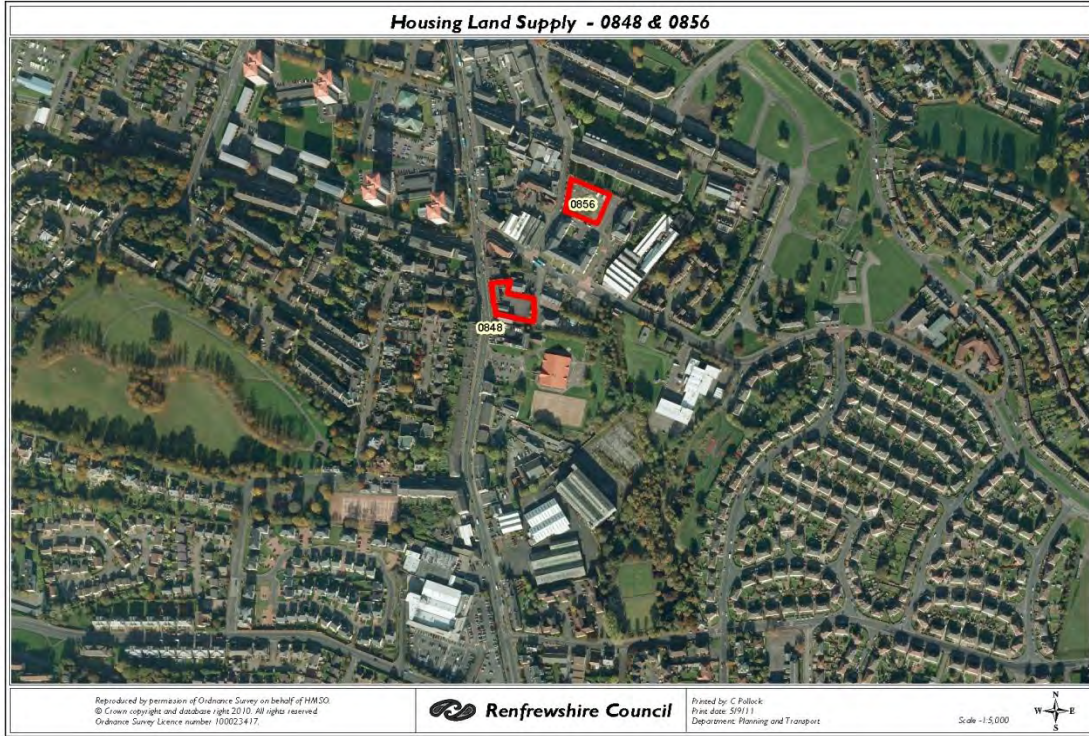 Housing Land Supply - 0848 & 0856
0856
0848
Reproduced by permission of Ordnance Survey on behalf of HMSO.
© Crown copyright and database right 2010. All rights reserved.
Ordnance Survey Licence number 100023417.
Renfrewshire Council
Printed by: C Pollock
Print date: 5/9/11
Department: Planning and Transport
Scale -1:5,000
N
W E
S